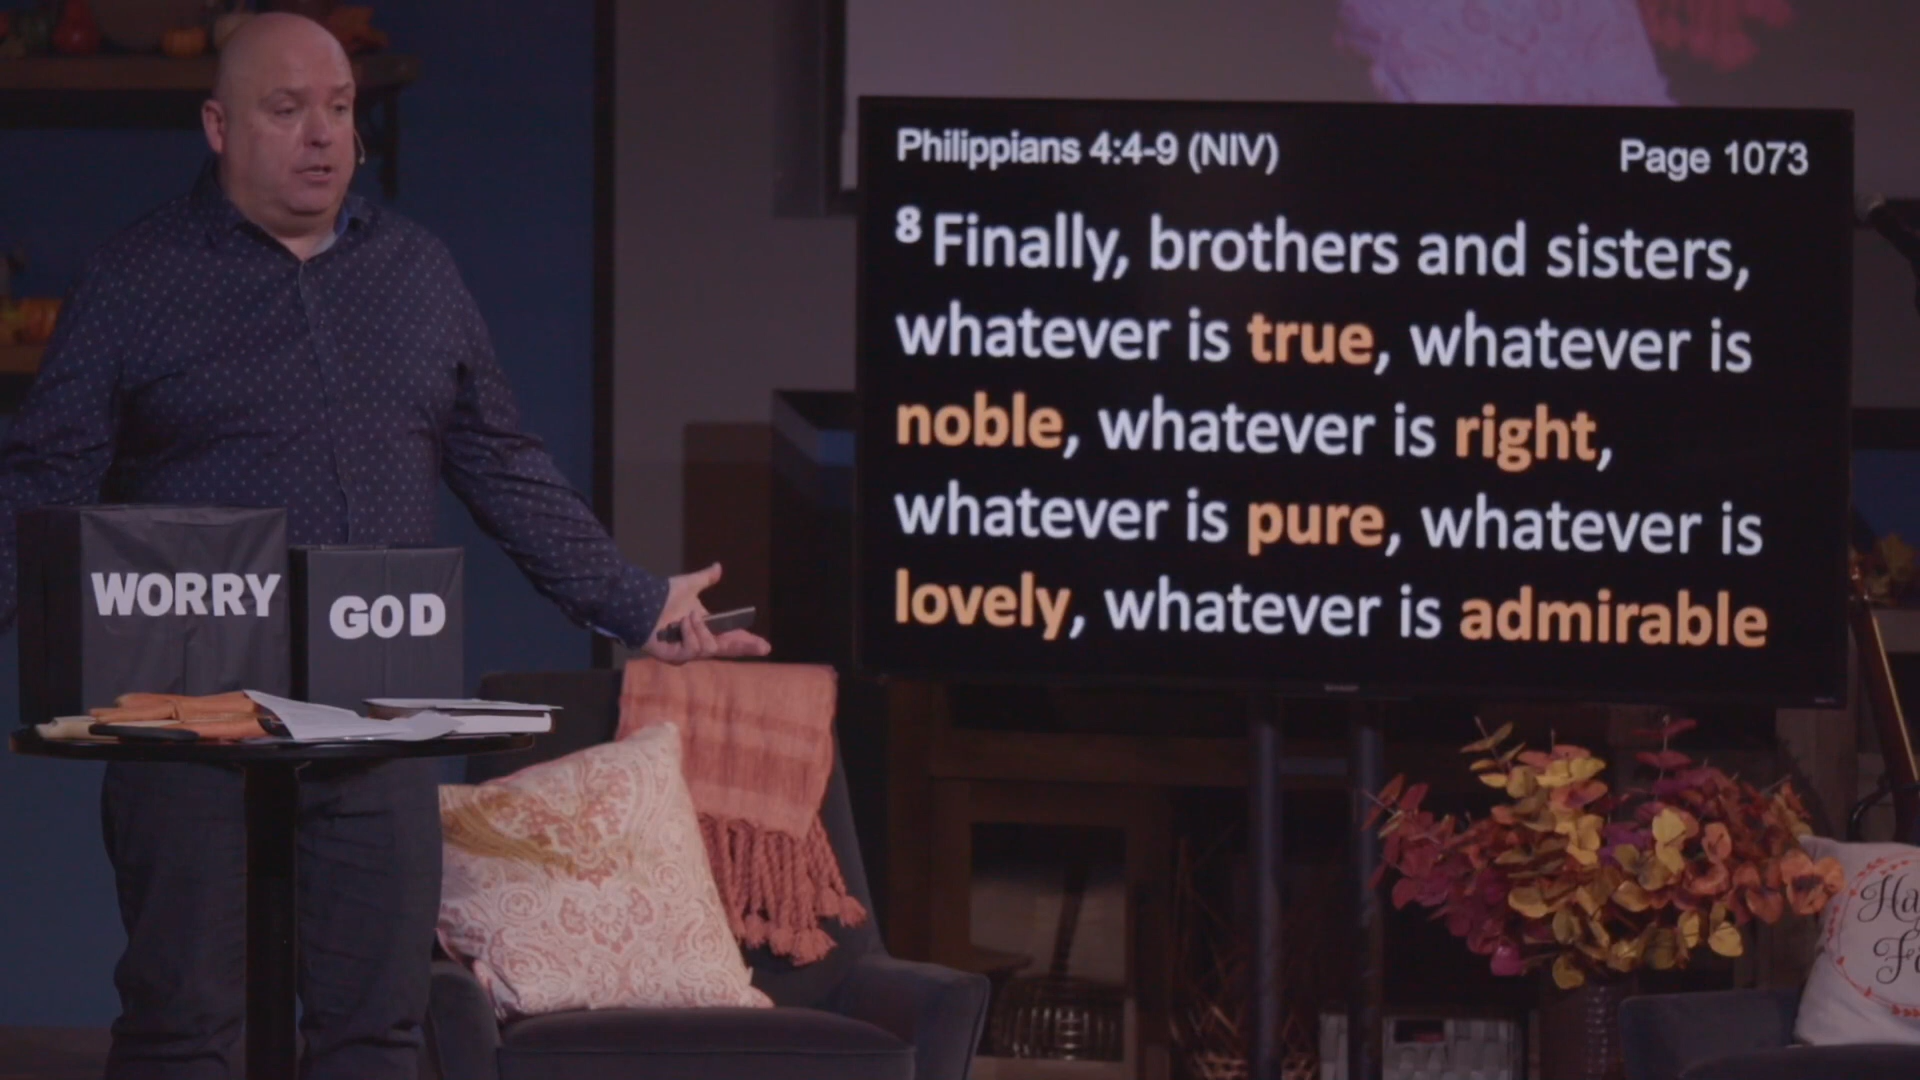 Philippians 4:4-9 (NIV) Page 1073
8 Finally, brothers and sisters,
whatever is true, whatever is
noble, whatever is right,
whatever is pure, whatever is
lovely, whatever is admirable
WORRY
GOD